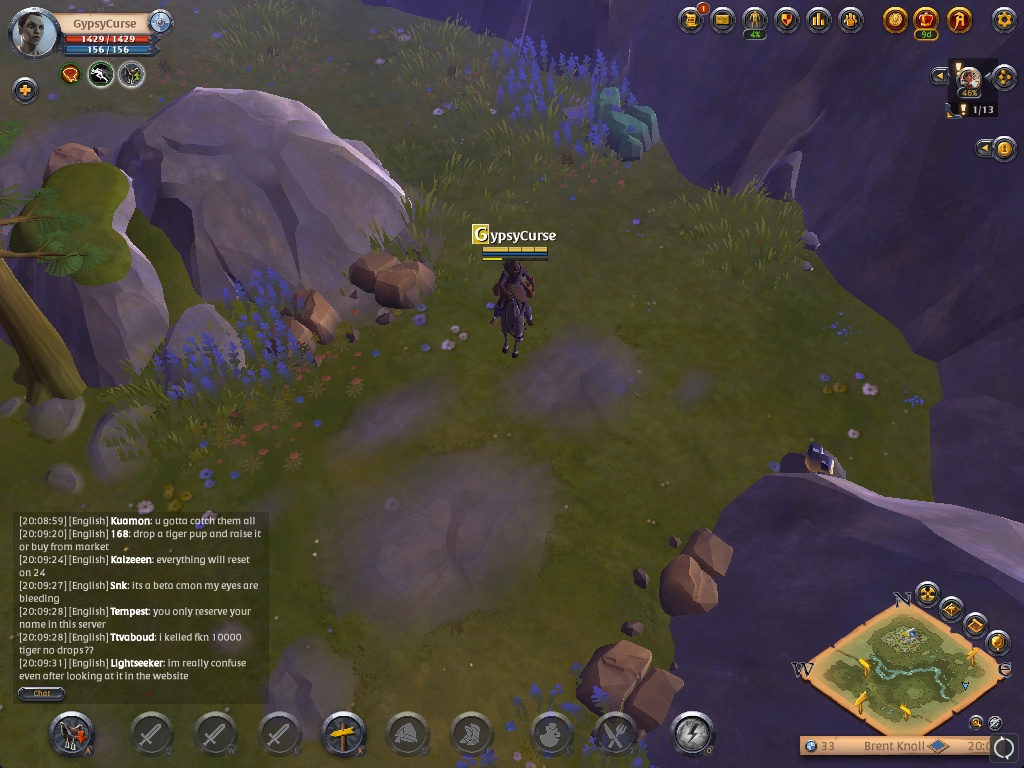 GypsyCurse
1429 / 1429
156 / 156
1
4%
9d
46%
1/13
GypsyCurse
[20:08:59] [English] Kuamon: u gotta catch them all
[20:09:20] [English] 168: drop a tiger pup and raise it
or buy from market
[20:09:24] [English] Kaizeeen: everything will reset
on 24
[20:09:27] [English] Snk: its a beta cmon my eyes are
bleeding
[20:09:28] [English] Tempest: you only reserve your
name in this server
[20:09:28] [English] Ttvaboud: i kelled fkn 10000
tiger no drops??
[20:09:31] [English] Lightseeker: im really confuse
even after looking at it in the website
Chat
N
W
E
A
Q
W
E
R
D
F
33
Brent Knoll